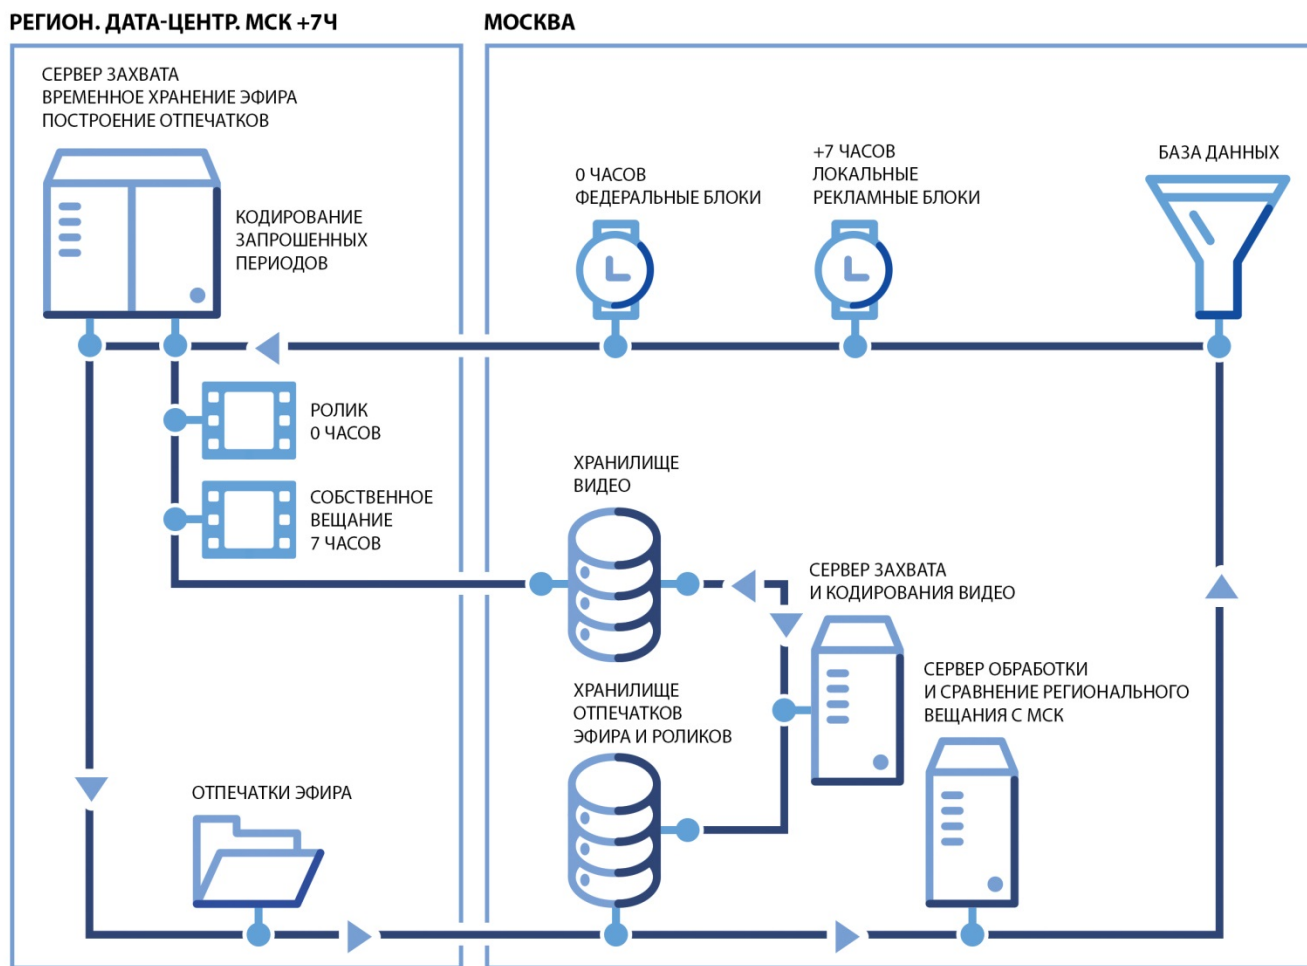 РЕГИОН. ДАТА-ЦЕНТР. МСК +7Ч
МОСКВА
СЕРВЕР ЗАХВАТА
ВРЕМЕННОЕ ХРАНЕНИЕ ЭФИРА
ПОСТРОЕНИЕ ОТПЕЧАТКОВ
КОДИРОВАНИЕ
ЗАПРОШЕННЫХ
ПЕРИОДОВ
0 ЧАСОВ
ФЕДЕРАЛЬНЫЕ БЛОКИ
+7 ЧАСОВ
ЛОКАЛЬНЫЕ
РЕКЛАМНЫЕ БЛОКИ
БАЗА ДАННЫХ
РОЛИК
0 ЧАСОВ
СОБСТВЕННОЕ
ВЕЩАНИЕ
7 ЧАСОВ
ХРАНИЛИЩЕ
ВИДЕО
СЕРВЕР ЗАХВАТА
И КОДИРОВАНИЯ ВИДЕО
СЕРВЕР ОБРАБОТКИ
И СРАВНЕНИЕ РЕГИОНАЛЬНОГО
ВЕЩАНИЯ С МСК
ХРАНИЛИЩЕ
ОТПЕЧАТКОВ
ЭФИРА И РОЛИКОВ
ОТПЕЧАТКИ ЭФИРА